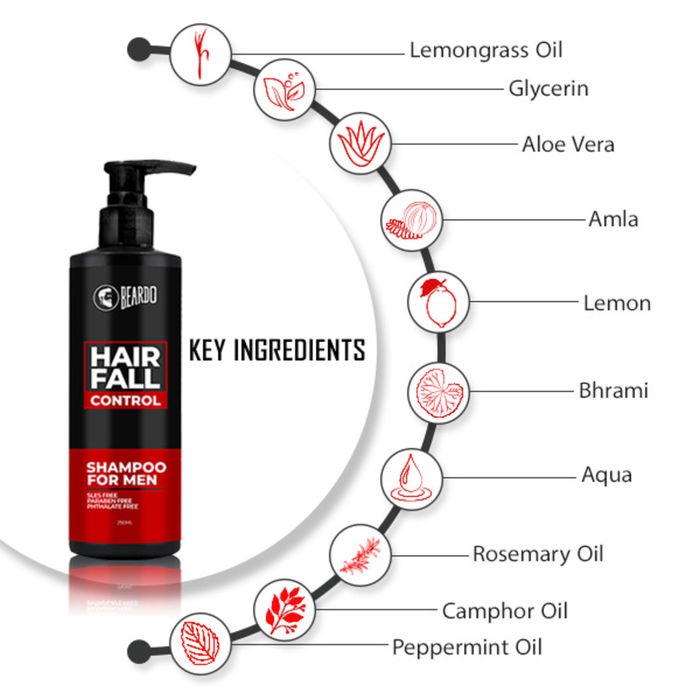 BEARDO
HAIR
FALL
CONTROL
SHAMPOO
FOR MEN
SLES FREE
PARABEN FREE
PHTHALATE FREE
250ML
KEY INGREDIENTS
Lemongrass Oil
Glycerin
Aloe Vera
Amla
Lemon
Bhrami
Aqua
Rosemary Oil
Camphor Oil
Peppermint Oil